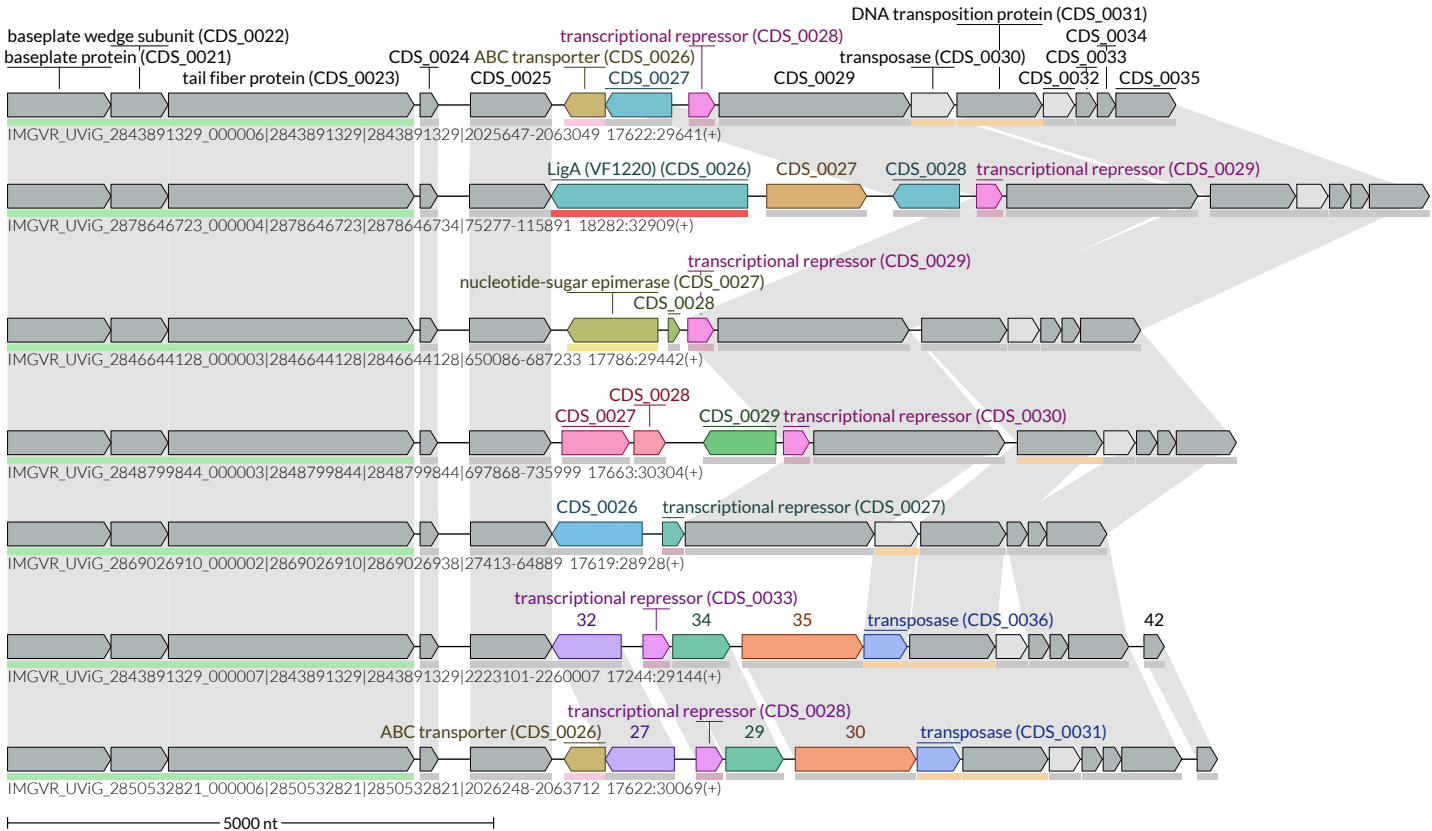 DNA transposition protein (CDS_0031)
baseplate wedge subunit (CDS_0022) transcriptional repressor (CDS_0028) CDS_0034
baseplate protein (CDS_0021) CDS_0024 ABC transporter (CDS_0026) transposase (CDS_0030) CDS_0033
tail fiber protein (CDS_0023) CDS_0025 CDS_0027 CDS_0029 CDS_0032 CDS_0035
IMGVR_UViG_2843891329_000006|2843891329|2843891329|2025647-2063049 17622:29641(+)
LigA (VF1220) (CDS_0026) CDS_0027 CDS_0028 transcriptional repressor (CDS_0029)
IMGVR_UViG_2878646723_000004|2878646723|2878646734|75277-115891 18282:32909(+)
transcriptional repressor (CDS_0029)
nucleotide-sugar epimerase (CDS_0027)
CDS_0028
IMGVR_UViG_2846644128_000003|2846644128|2846644128|650086-687233 17786:29442(+)
CDS_0028
CDS_0027 CDS_0029 transcriptional repressor (CDS_0030)
IMGVR_UViG_2848799844_000003|2848799844|2848799844|697868-735999 17663:30304(+)
CDS_0026 transcriptional repressor (CDS_0027)
IMGVR_UViG_2869026910_000002|2869026910|2869026938|27413-64889 17619:28928(+)
transcriptional repressor (CDS_0033)
32 34 35 transposase (CDS_0036) 42
IMGVR_UViG_2843891329_000007|2843891329|2843891329|2223101-2260007 17244:29144(+)
transcriptional repressor (CDS_0028)
ABC transporter (CDS_0026) 27 29 30 transposase (CDS_0031)
IMGVR_UViG_2850532821_000006|2850532821|2850532821|2026248-2063712 17622:30069(+)
5000 nt